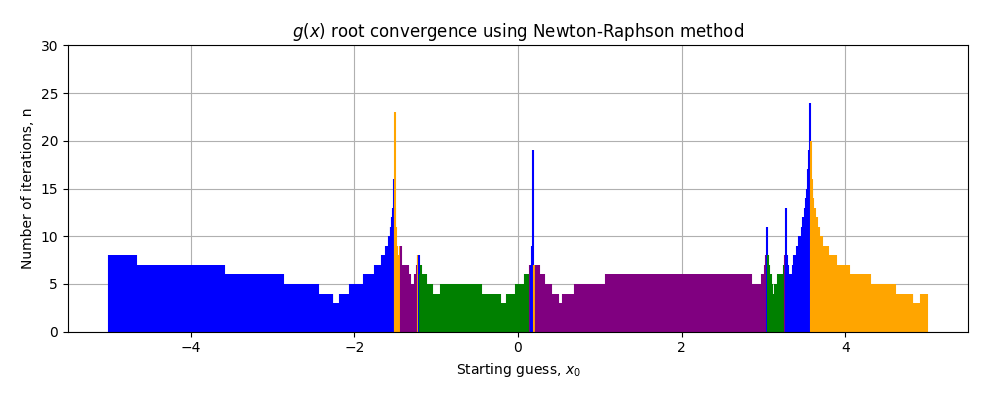 g(x) root convergence using Newton-Raphson method
30
25
20
15
10
5
0
Number of iterations, n
−4 −2 0 2 4
Starting guess, x₀